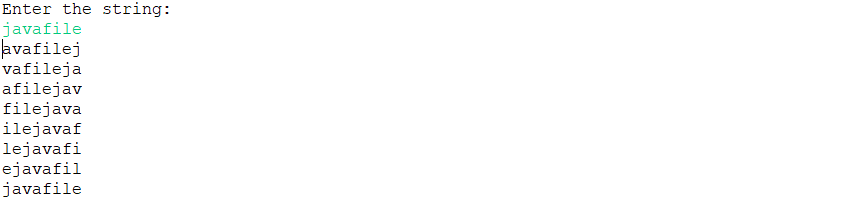 Enter the string:
javafile
avafilej
vafileja
afilejav
filejava
ilejavaf
lejavafi
ejavafil
javafile